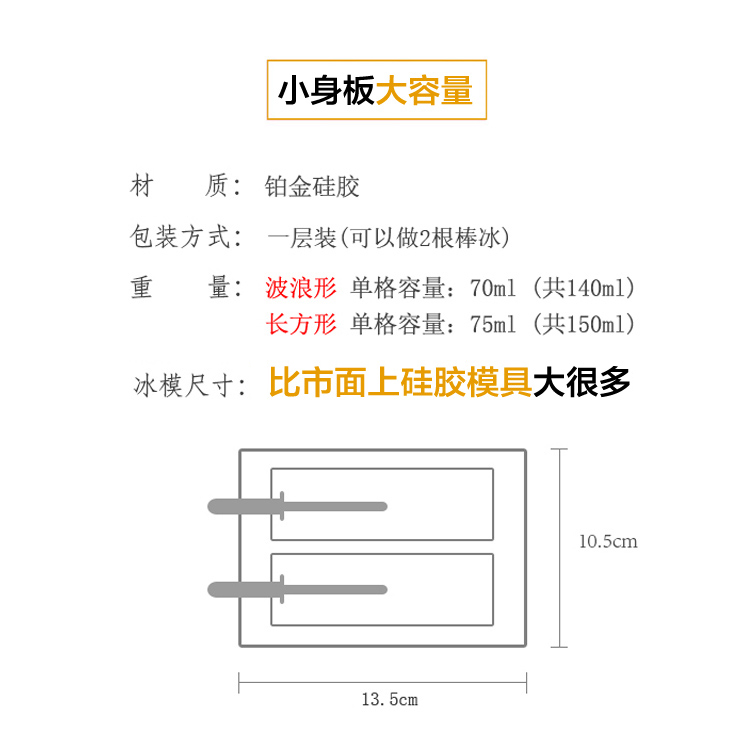 小身板大容量
材 质： 铂金硅胶
包装方式： 一层装(可以做2根棒冰)
重 量： 波浪形 单格容量：70ml (共140ml)
长方形 单格容量：75ml (共150ml)
冰模尺寸： 比市面上硅胶模具大很多
10.5cm
13.5cm